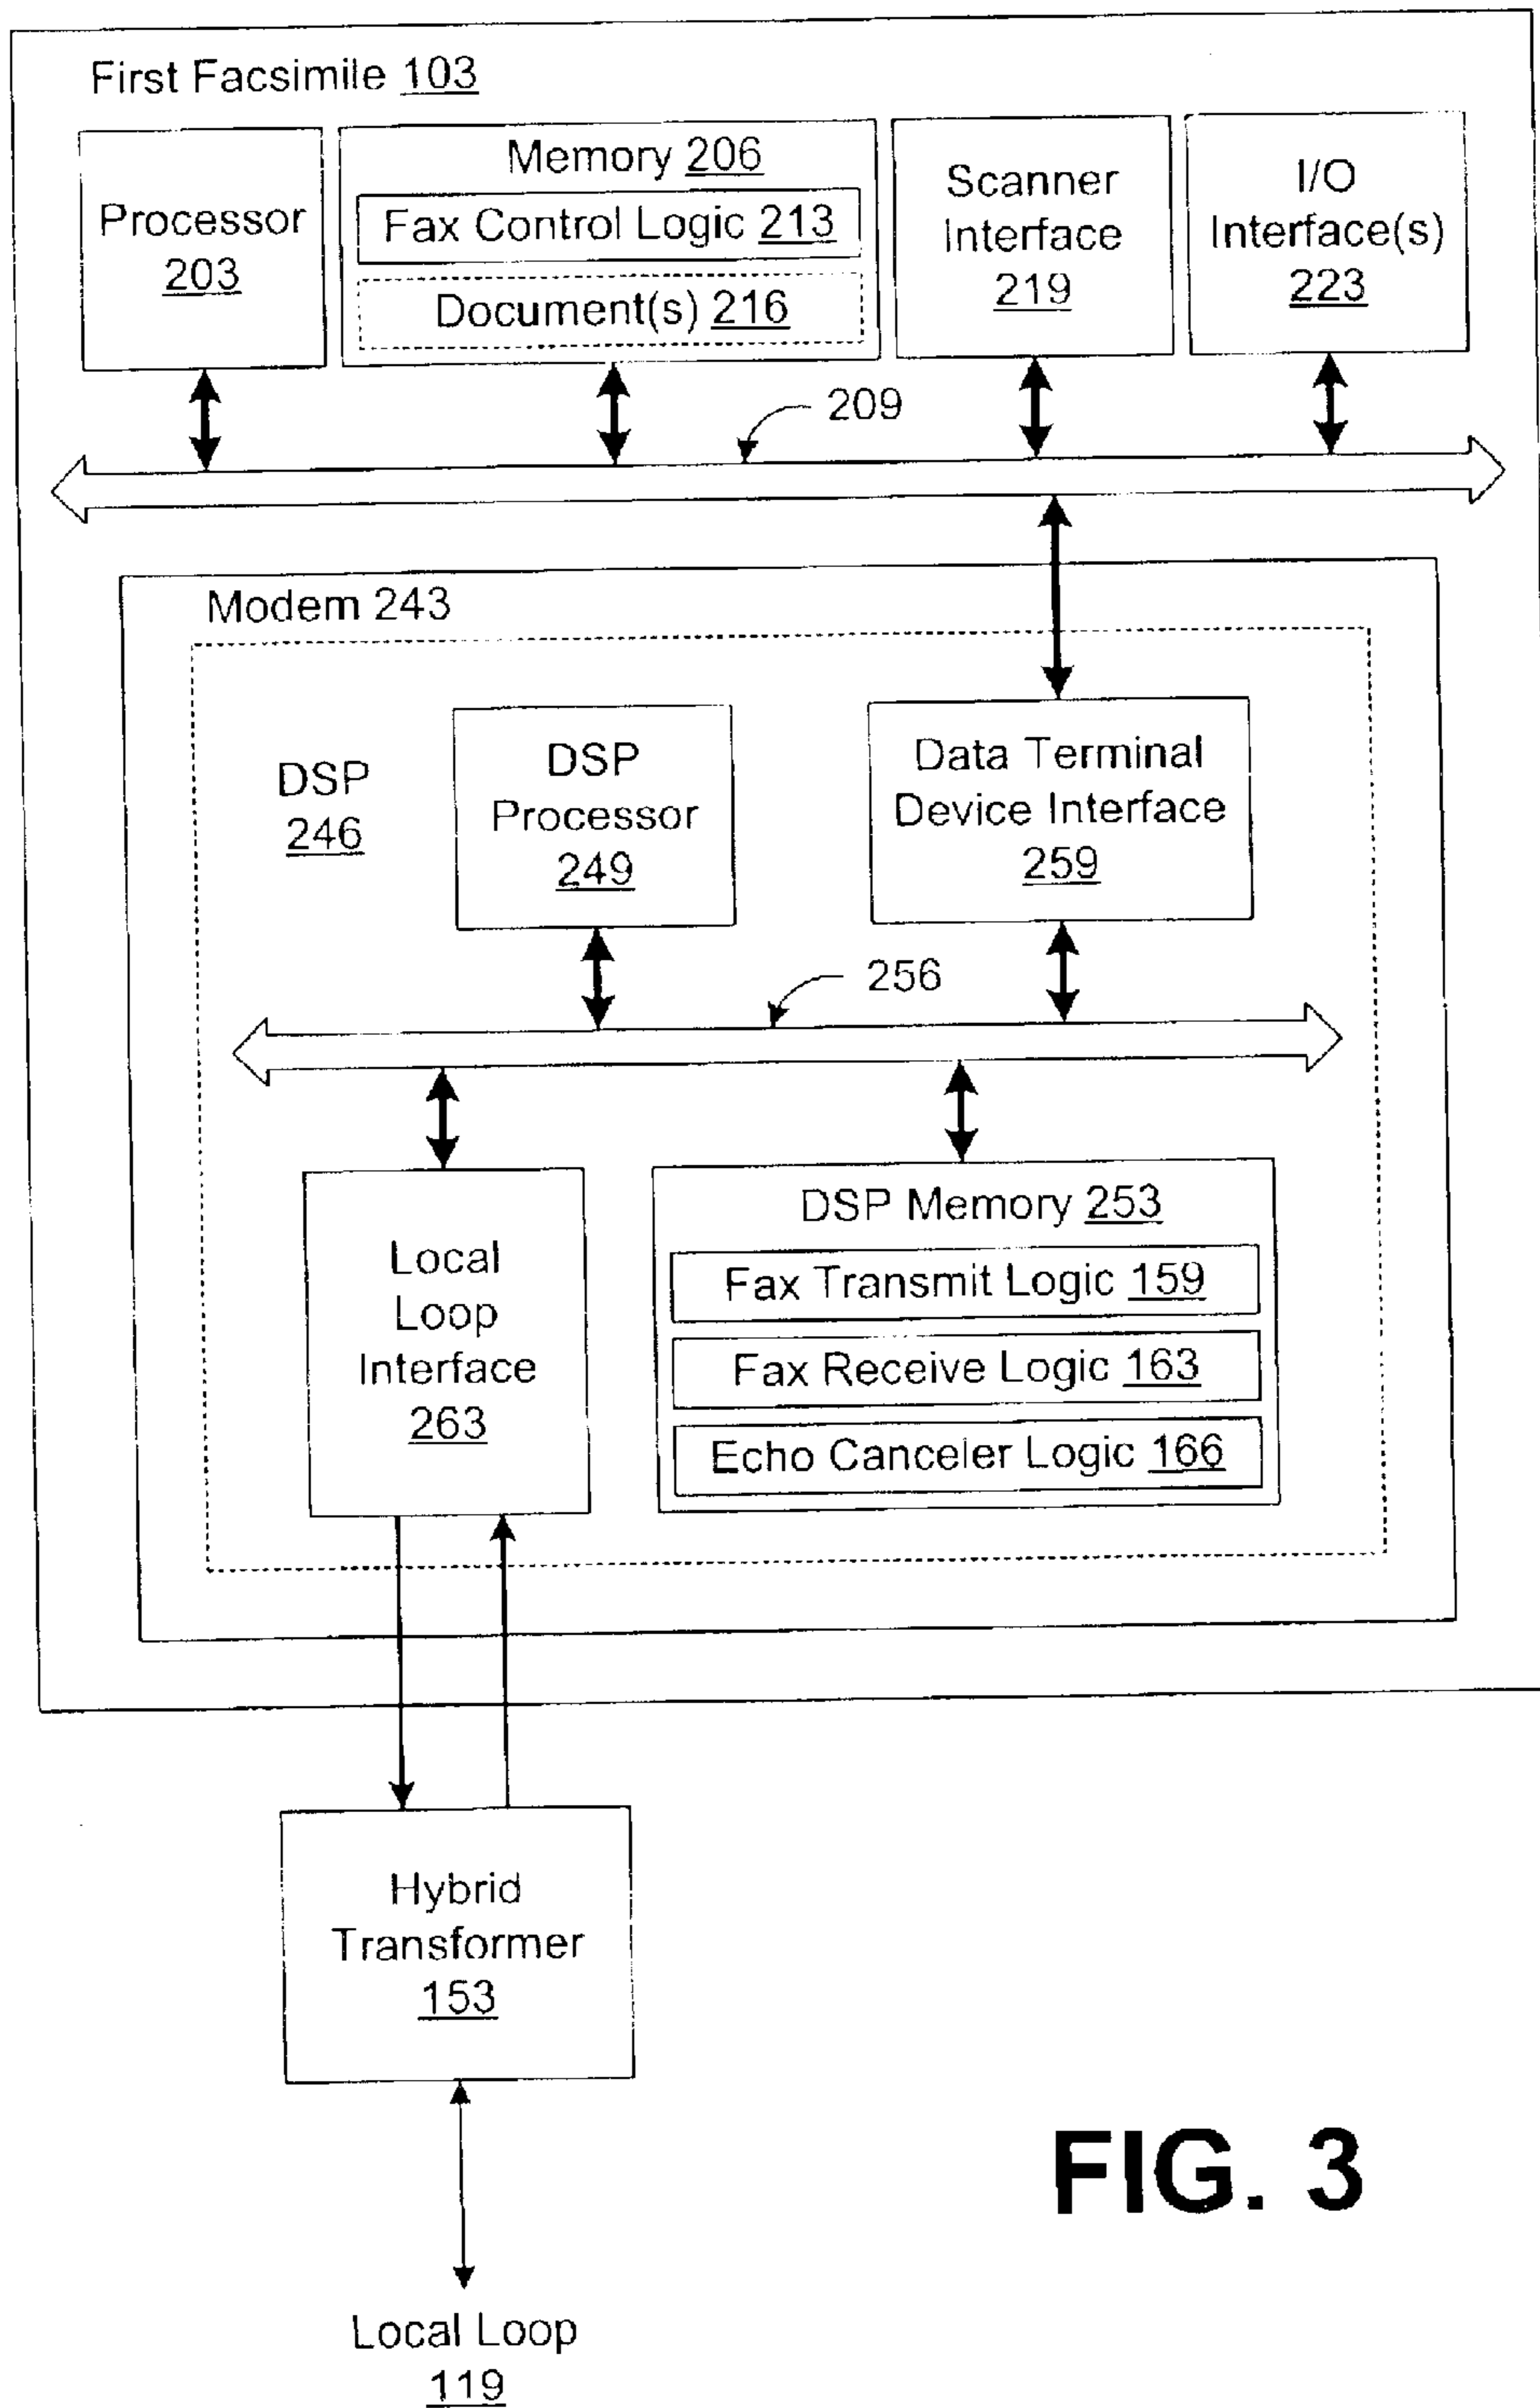 First Facsimile 103
Processor
203
Memory 206
Fax Control Logic 213
Document(s) 216
Scanner
Interface
219
I/O
Interface(s)
223
209
Modem 243
DSP
246
DSP
Processor
249
Data Terminal
Device Interface
259
256
Local
Loop
Interface
263
DSP Memory 253
Fax Transmit Logic 159
Fax Receive Logic 163
Echo Canceler Logic 166
Hybrid
Transformer
153
Local Loop
119
FIG. 3